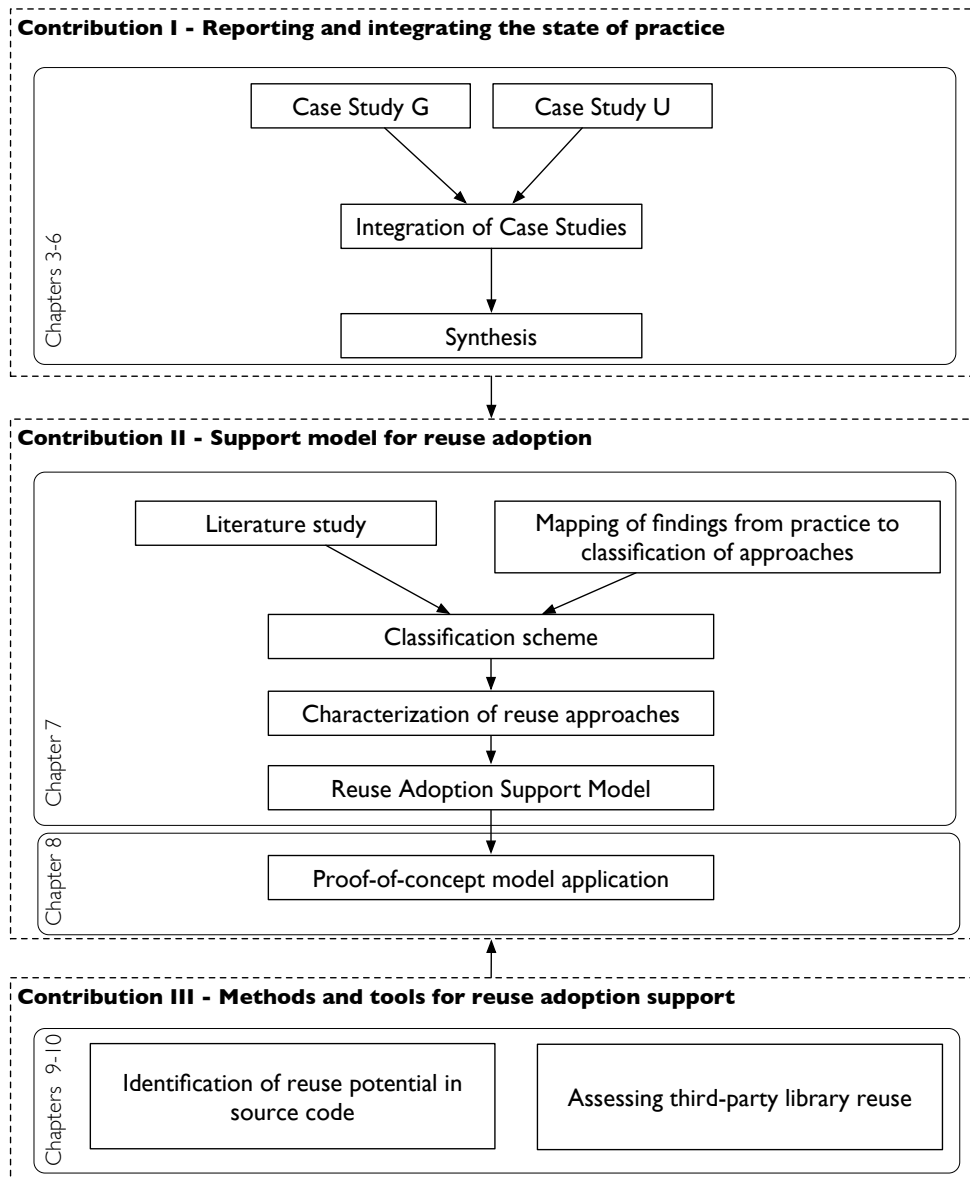 Contribution I - Reporting and integrating the state of practice
Case Study G
Case Study U
Integration of Case Studies
Synthesis
Chapters 3-6
Contribution II - Support model for reuse adoption
Literature study
Mapping of findings from practice to
classification of approaches
Classification scheme
Characterization of reuse approaches
Reuse Adoption Support Model
Chapter 7
Proof-of-concept model application
Chapter 8
Contribution III - Methods and tools for reuse adoption support
Chapters 9-10
Identification of reuse potential in
source code
Assessing third-party library reuse